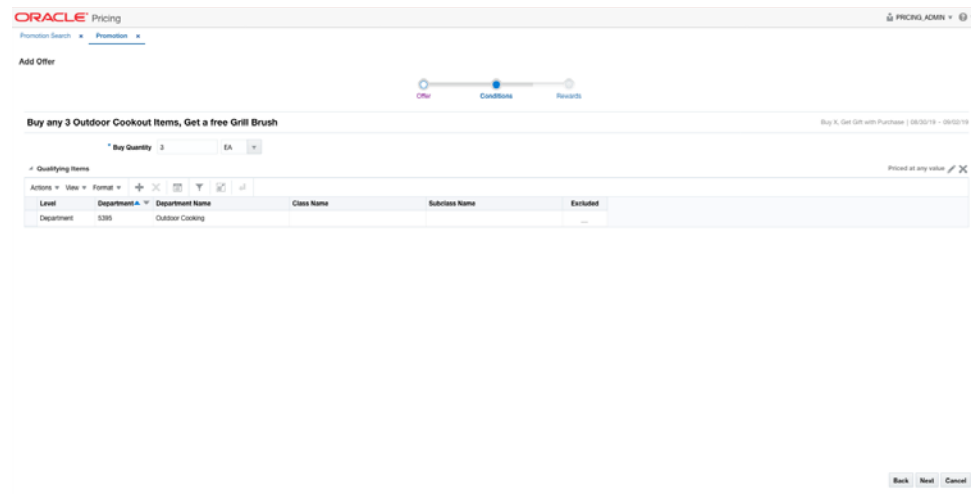 ORACLE Pricing
PRICING_ADMIN
Promotion Search x Promotion x
Add Offer
Offer Conditions Rewards
Buy any 3 Outdoor Cookout Items, Get a free Grill Brush
Buy X, Get Gift with Purchase | 08/30/19 - 09/02/19
* Buy Quantity 3 EA
Qualifying Items
Priced at any value
Actions View Format
Level Department Department Name Class Name Subclass Name Excluded
Department 5395 Outdoor Cooking ...
Back Next Cancel